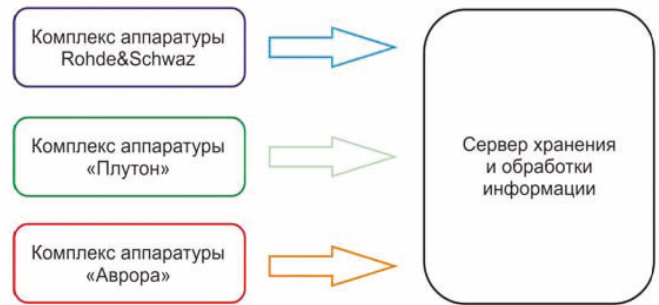 Комплекс аппаратуры
Rohde&Schwaz
Комплекс аппаратуры
«Плутон»
Комплекс аппаратуры
«Аврора»
Сервер хранения
и обработки
информации